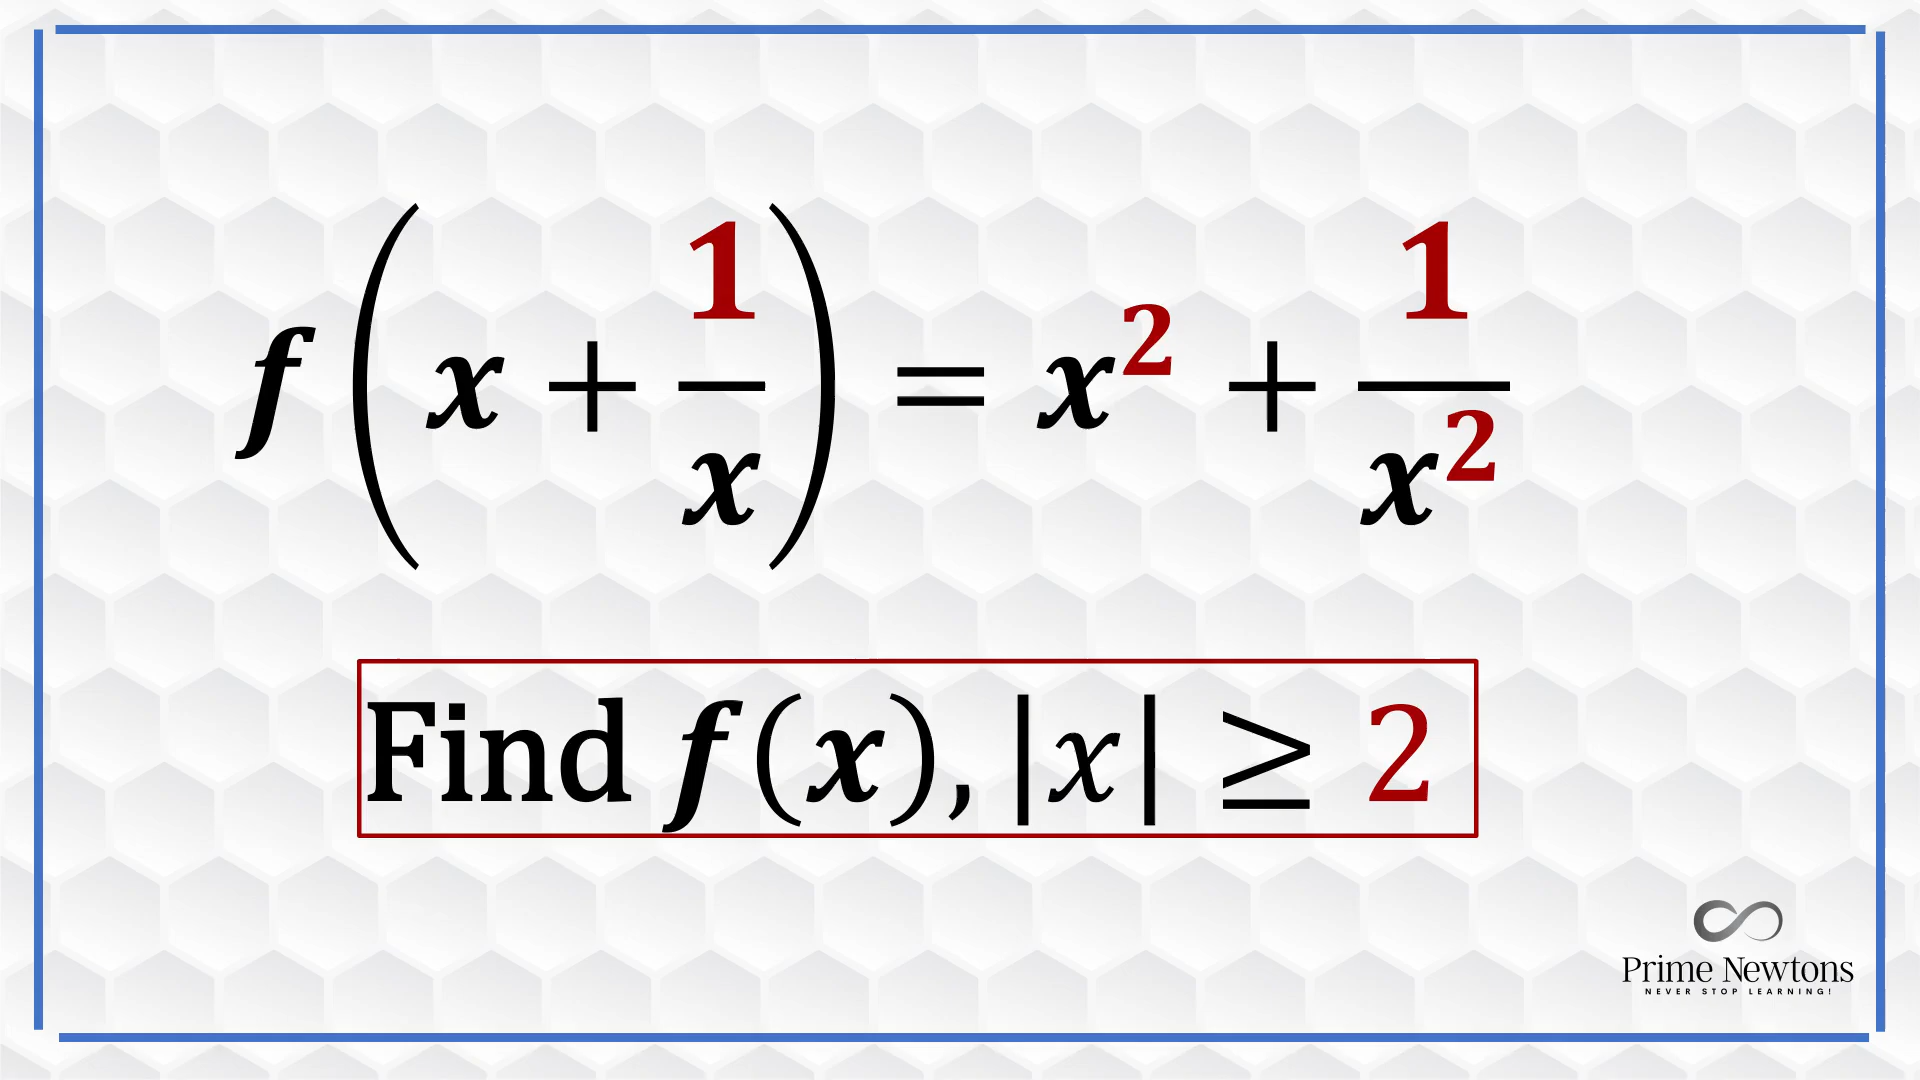 f(x + 1/x) = x² + 1/x²
Find f(x), |x| ≥ 2
Prime Newtons
NEVER STOP LEARNING!